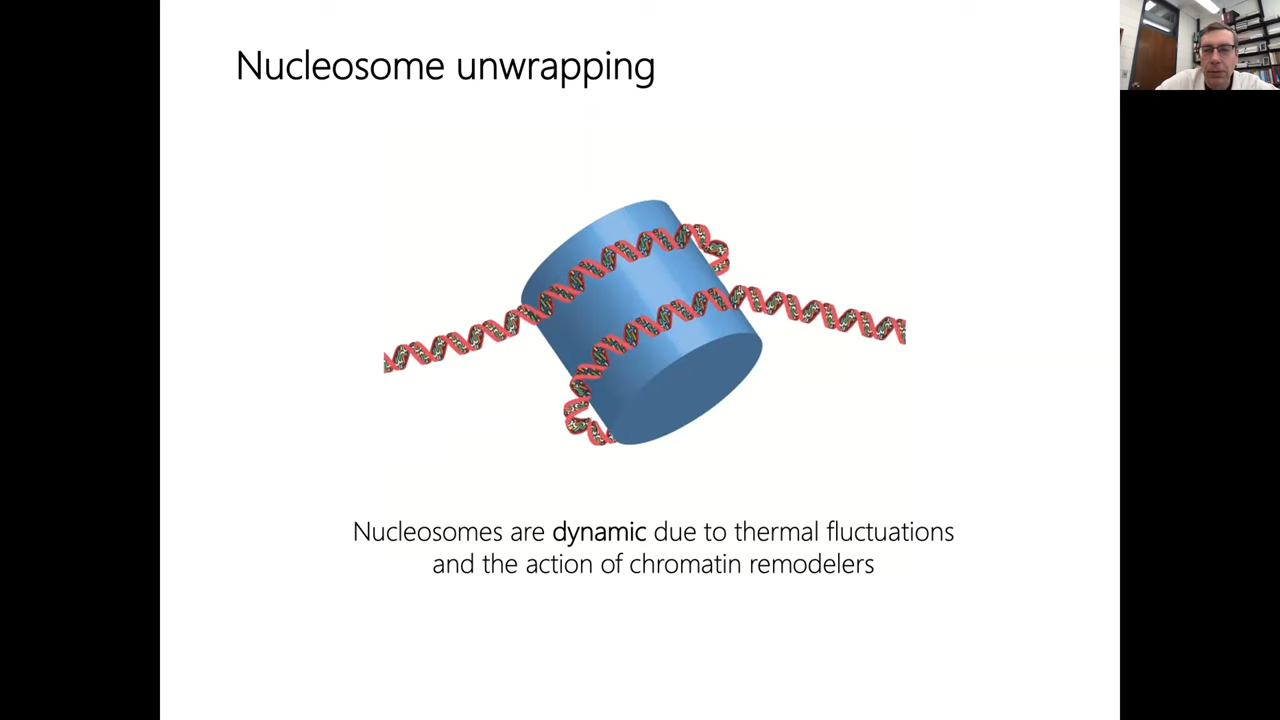 Nucleosome unwrapping
Nucleosomes are dynamic due to thermal fluctuations
and the action of chromatin remodelers